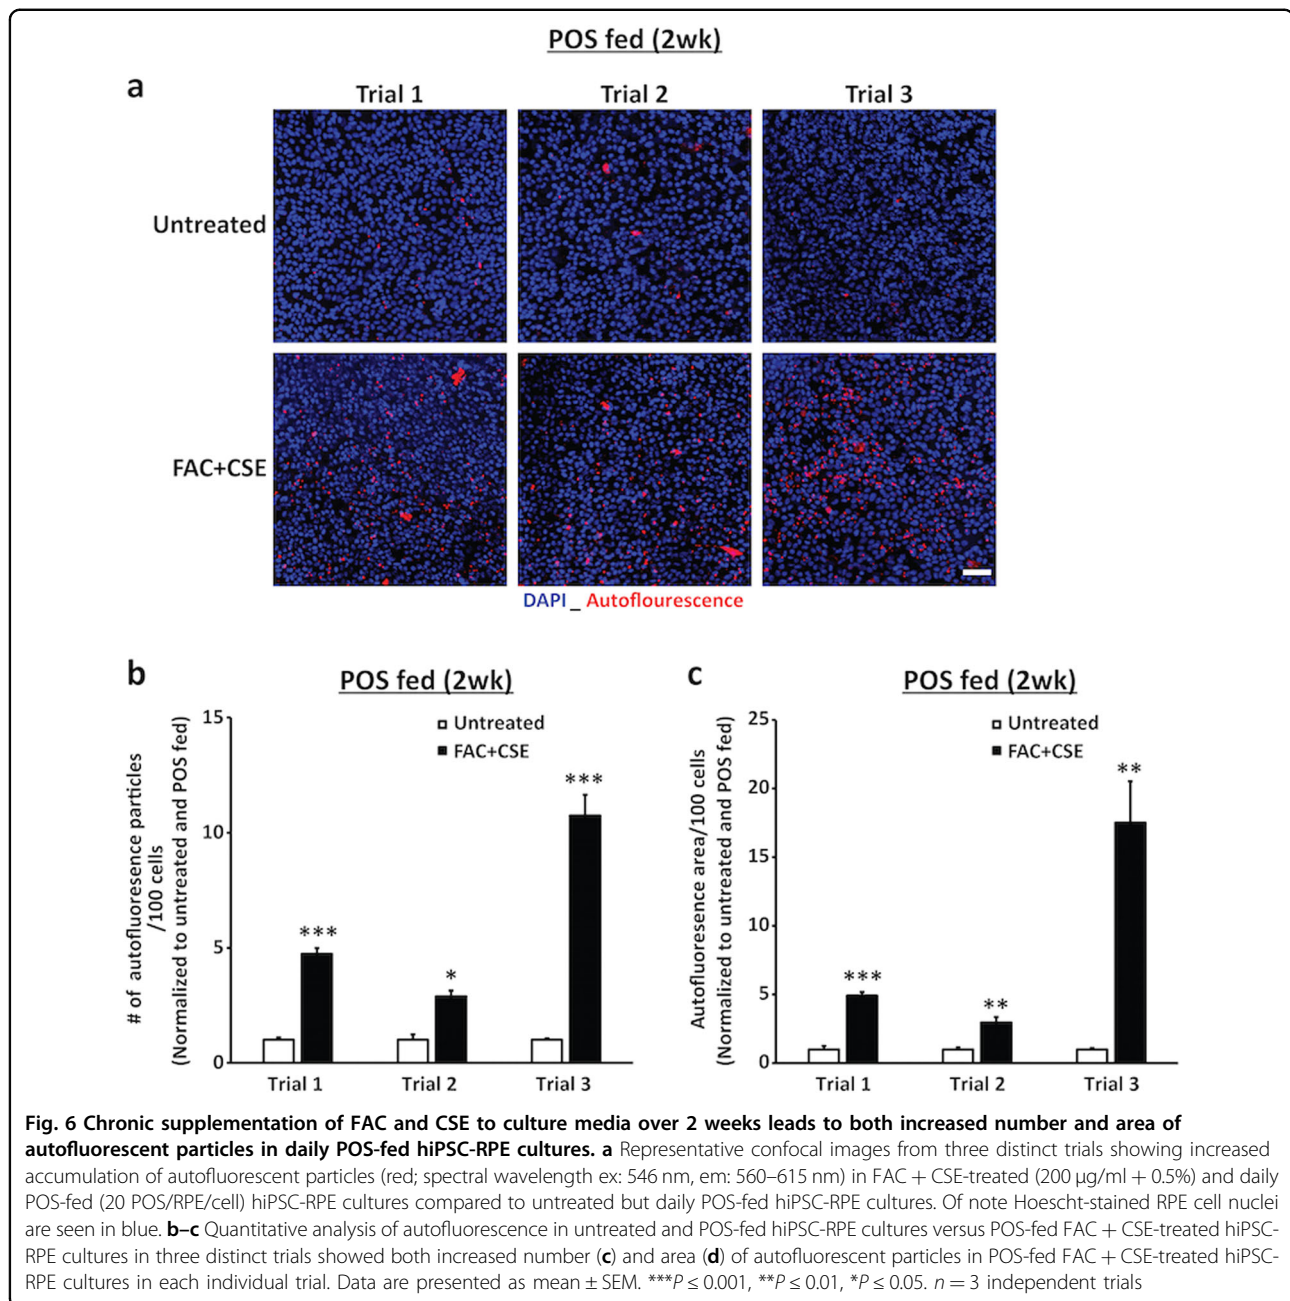 POS fed (2wk)
a
Trial 1 Trial 2 Trial 3
Untreated
FAC+CSE
DAPI_Autoflourescence
b
POS fed (2wk)
# of autofluoresence particles
/100 cells
(Normalized to untreated and POS fed)
15
10
5
0
Untreated
FAC+CSE
***
*
***
Trial 1 Trial 2 Trial 3
c
POS fed (2wk)
Autofluoresence area/100 cells
(Normalized to untreated and POS fed)
25
20
15
10
5
0
Untreated
FAC+CSE
***
**
**
Trial 1 Trial 2 Trial 3
Fig. 6 Chronic supplementation of FAC and CSE to culture media over 2 weeks leads to both increased number and area of
autofluorescent particles in daily POS-fed hiPSC-RPE cultures. a Representative confocal images from three distinct trials showing increased
accumulation of autofluorescent particles (red; spectral wavelength ex: 546 nm, em: 560–615 nm) in FAC + CSE-treated (200 µg/ml + 0.5%) and daily
POS-fed (20 POS/RPE/cell) hiPSC-RPE cultures compared to untreated but daily POS-fed hiPSC-RPE cultures. Of note Hoescht-stained RPE cell nuclei
are seen in blue. b–c Quantitative analysis of autofluorescence in untreated and POS-fed hiPSC-RPE cultures versus POS-fed FAC + CSE-treated hiPSC-
RPE cultures in three distinct trials showed both increased number (c) and area (d) of autofluorescent particles in POS-fed FAC + CSE-treated hiPSC-
RPE cultures in each individual trial. Data are presented as mean ± SEM. ***P ≤ 0.001, **P ≤ 0.01, *P ≤ 0.05. n = 3 independent trials